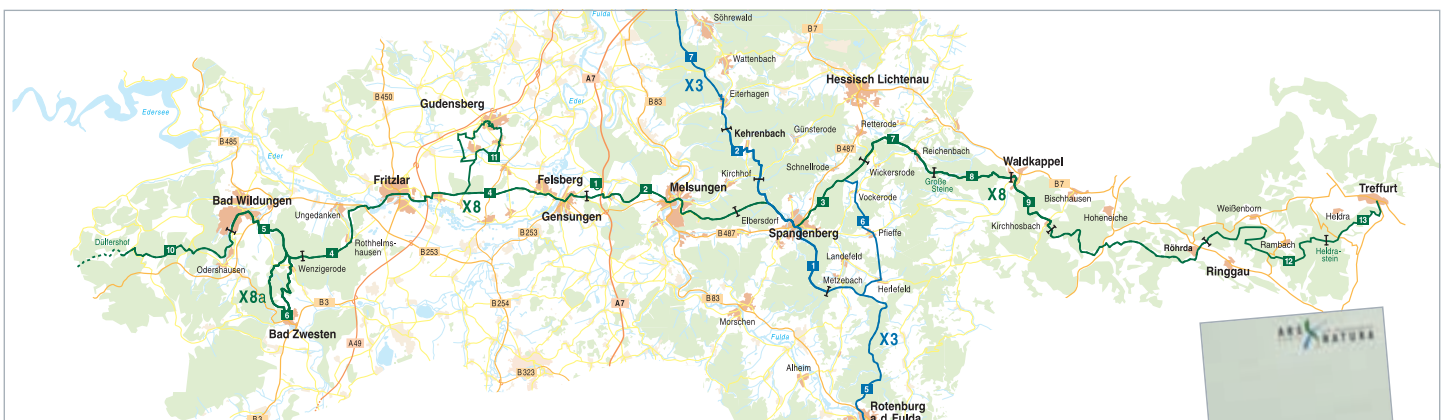 Fulda
Söhrewald
B7
7
Wattenbach
A7
X3
Hessisch Lichtenau
B450
Edersee
Gudensberg
Eder
B83
Eiterhagen
Kehrenbach
Günsterode
Retterode
B485
B487
7
Eder
11
2
Reichenbach
Schnellrode
Waldkappel
Wickersrode
Fritzlar
Felsberg
1
Kirchhof
Große
Steine
8
B7
4
2
Melsungen
X8
Treffurt
Bad Wildungen
X8
3
Vockerode
9
Bischhausen
Ungedanken
Gensungen
Elbersdorf
6
Hoheneiche
Weißenborn
Heldra
13
5
Spangenberg
Pfieffe
Kirchhosbach
Düllershof
10
B253
B487
Röhrda
Rambach
Heldra-
stein
Rothhelms-
hausen
4
B253
Landefeld
12
Odershausen
Wenzigerode
1
Ringgau
Metzebach
Herlefeld
X8a
B3
B254
A7
B83
6
Morschen
Bad Zwesten
Fulda
X3
A49
B323
Alheim
5
B3
Rotenburg
a.d. Fulda
ARS NATURA